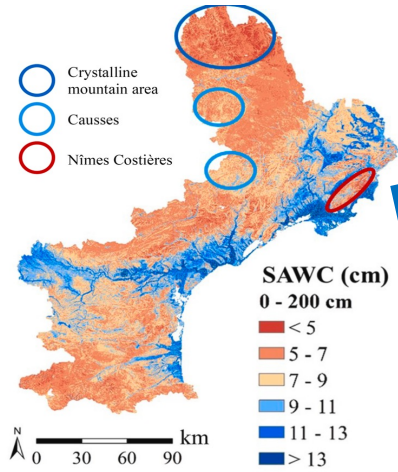 Crystalline
mountain area
Causses
Nîmes Costières
SAWC (cm)
0 - 200 cm
< 5
5 - 7
7 - 9
9 - 11
11 - 13
> 13
N
km
0 30 60 90